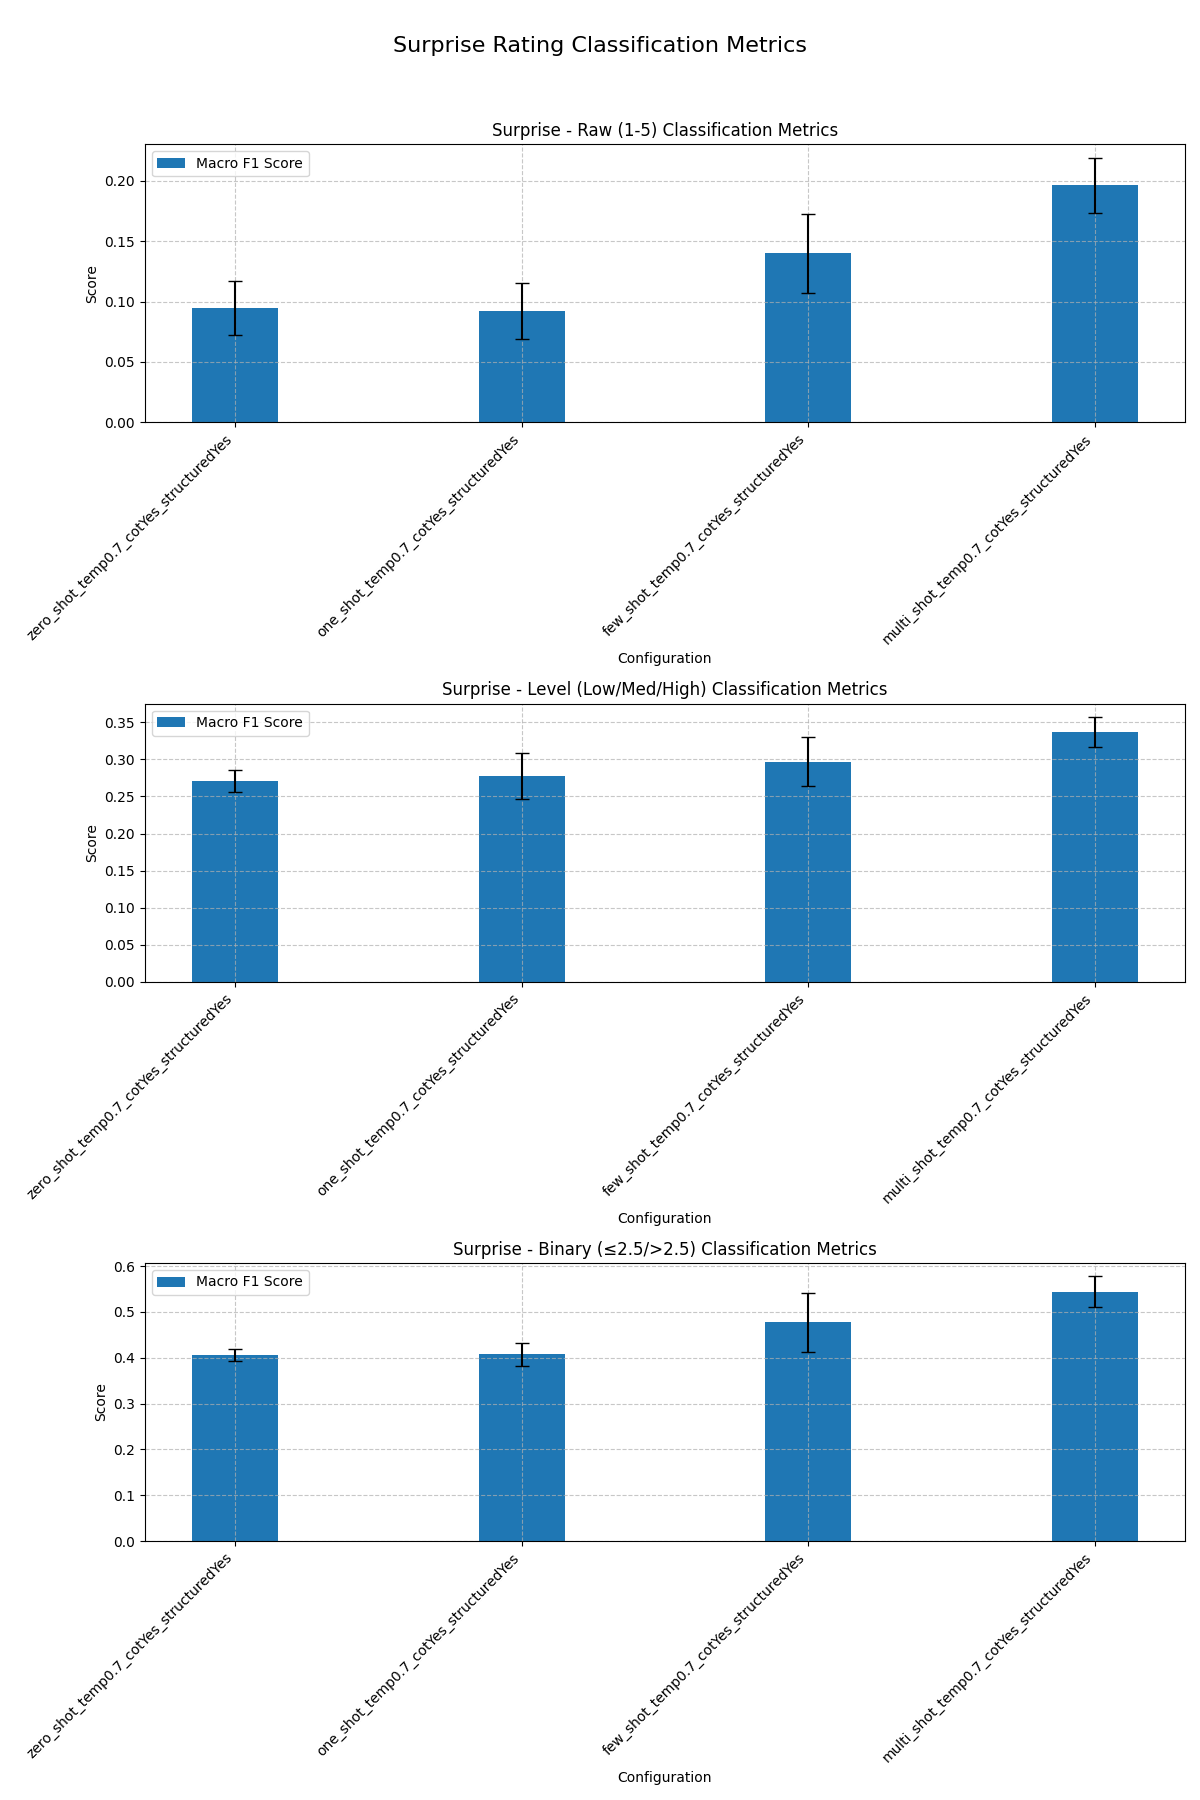 Surprise Rating Classification Metrics
Surprise - Raw (1-5) Classification Metrics
Macro F1 Score
Score
0.20
0.15
0.10
0.05
0.00
zero_shot_temp0.7_cotYes_structuredYes
one_shot_temp0.7_cotYes_structuredYes
few_shot_temp0.7_cotYes_structuredYes
multi_shot_temp0.7_cotYes_structuredYes
Configuration
Surprise - Level (Low/Med/High) Classification Metrics
Macro F1 Score
Score
0.35
0.30
0.25
0.20
0.15
0.10
0.05
0.00
zero_shot_temp0.7_cotYes_structuredYes
one_shot_temp0.7_cotYes_structuredYes
few_shot_temp0.7_cotYes_structuredYes
multi_shot_temp0.7_cotYes_structuredYes
Configuration
Surprise - Binary (≤2.5/>2.5) Classification Metrics
Macro F1 Score
Score
0.6
0.5
0.4
0.3
0.2
0.1
0.0
zero_shot_temp0.7_cotYes_structuredYes
one_shot_temp0.7_cotYes_structuredYes
few_shot_temp0.7_cotYes_structuredYes
multi_shot_temp0.7_cotYes_structuredYes
Configuration